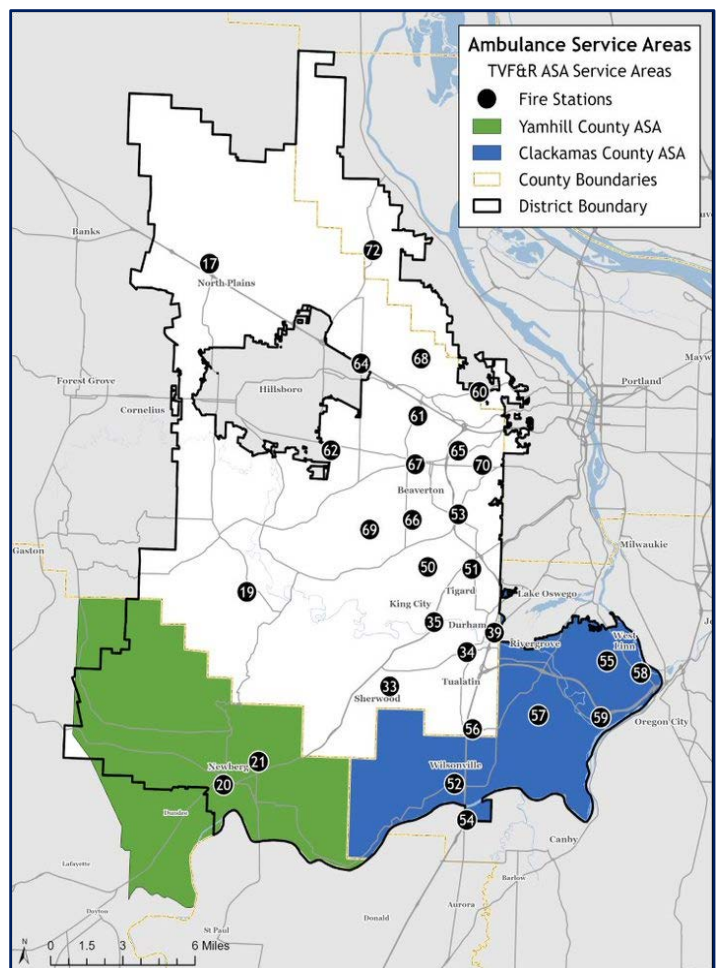 Ambulance Service Areas
TVF&R ASA Service Areas
Fire Stations
Yamhill County ASA
Clackamas County ASA
County Boundaries
District Boundary
Banks
17
North Plains
72
64
68
Forest Grove
Hillsboro
60
Portland
Cornelius
61
62
65
67
70
Beaverton
53
66
69
Gaston
Milwaukie
50
51
19
Tigard
Lake Oswego
King City
35
Durham
39
Rivergrove
West
Linn
34
55
58
Tualatin
33
Sherwood
57
59
Oregon City
56
21
Newberg
Wilsonville
20
52
Dundee
54
Canby
Lafayette
Barlow
Dayton
Aurora
St Paul
Donald
N
0 1.5 3 6 Miles